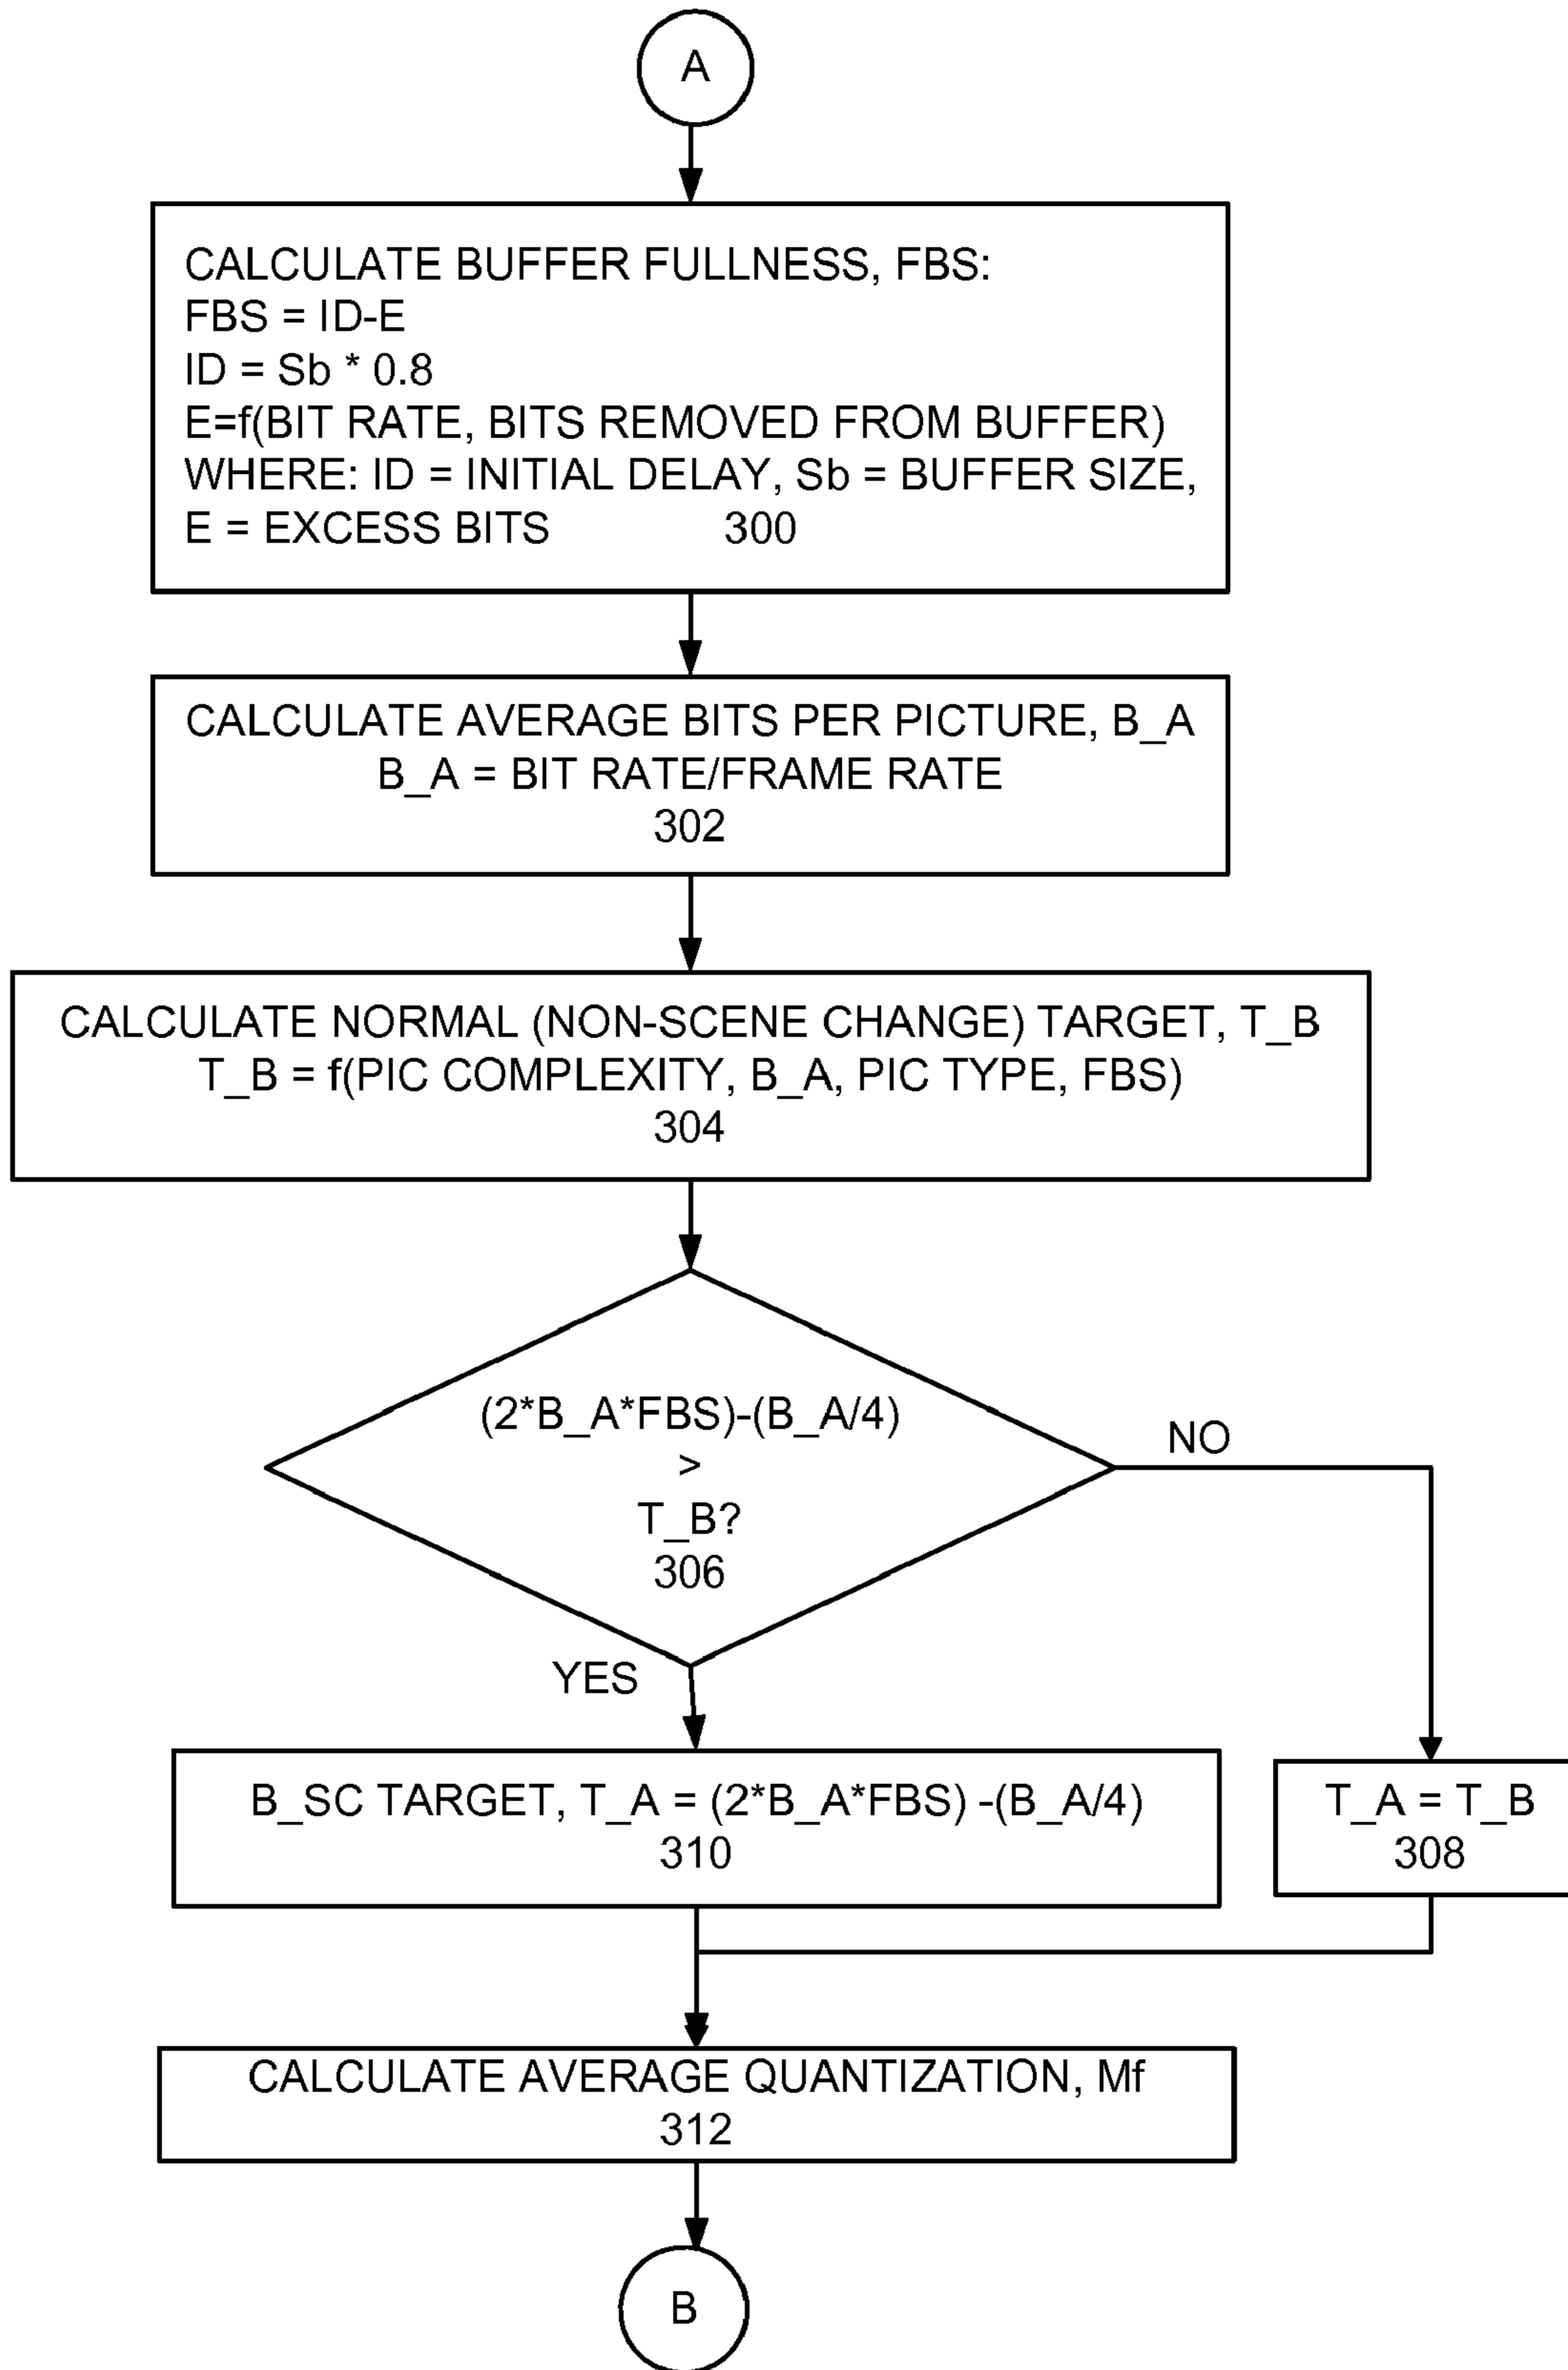 A
CALCULATE BUFFER FULLNESS, FBS:
FBS = ID-E
ID = Sb * 0.8
E=f(BIT RATE, BITS REMOVED FROM BUFFER)
WHERE: ID = INITIAL DELAY, Sb = BUFFER SIZE,
E = EXCESS BITS 300
CALCULATE AVERAGE BITS PER PICTURE, B_A
B_A = BIT RATE/FRAME RATE
302
CALCULATE NORMAL (NON-SCENE CHANGE) TARGET, T_B
T_B = f(PIC COMPLEXITY, B_A, PIC TYPE, FBS)
304
(2*B_A*FBS)-(B_A/4)
>
T_B?
306
NO
YES
B_SC TARGET, T_A = (2*B_A*FBS) -(B_A/4)
310
T_A = T_B
308
CALCULATE AVERAGE QUANTIZATION, Mf
312
B